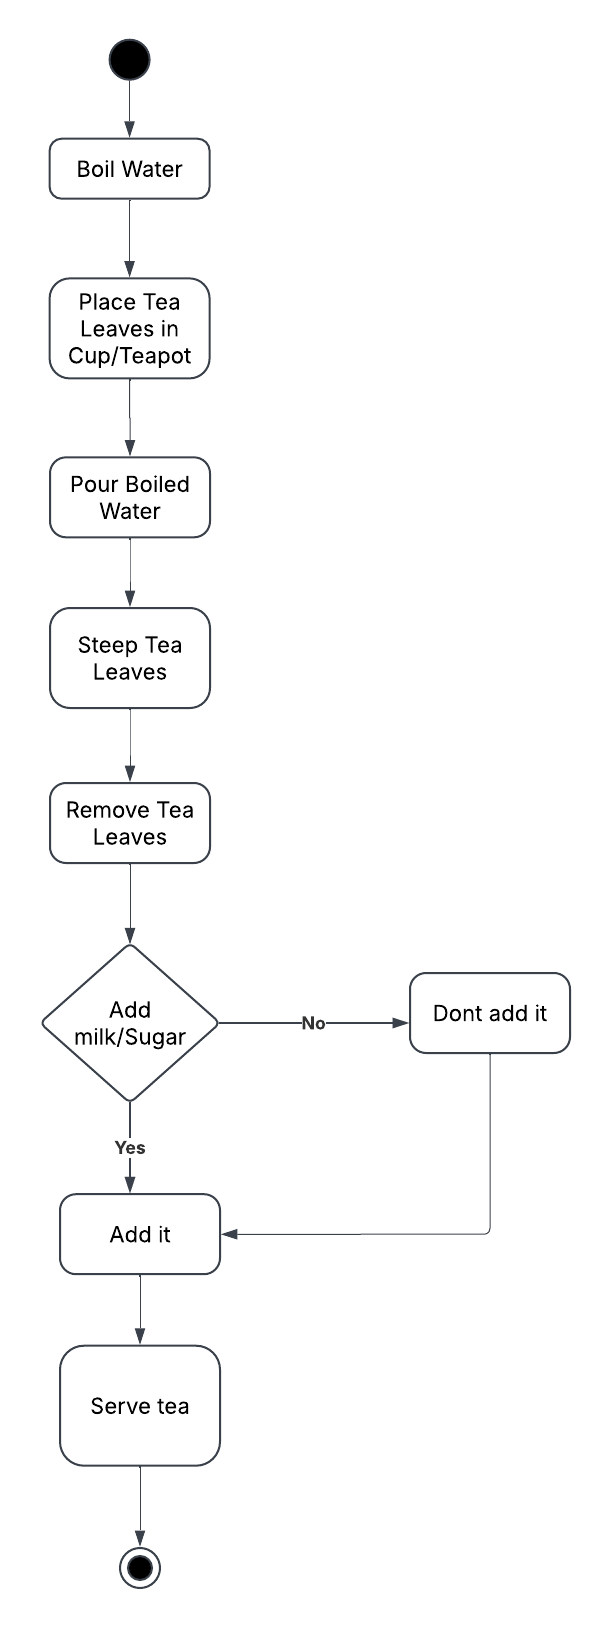 Boil Water
Place Tea
Leaves in
Cup/Teapot
Pour Boiled
Water
Steep Tea
Leaves
Remove Tea
Leaves
Add
milk/Sugar
No
Dont add it
Yes
Add it
Serve tea